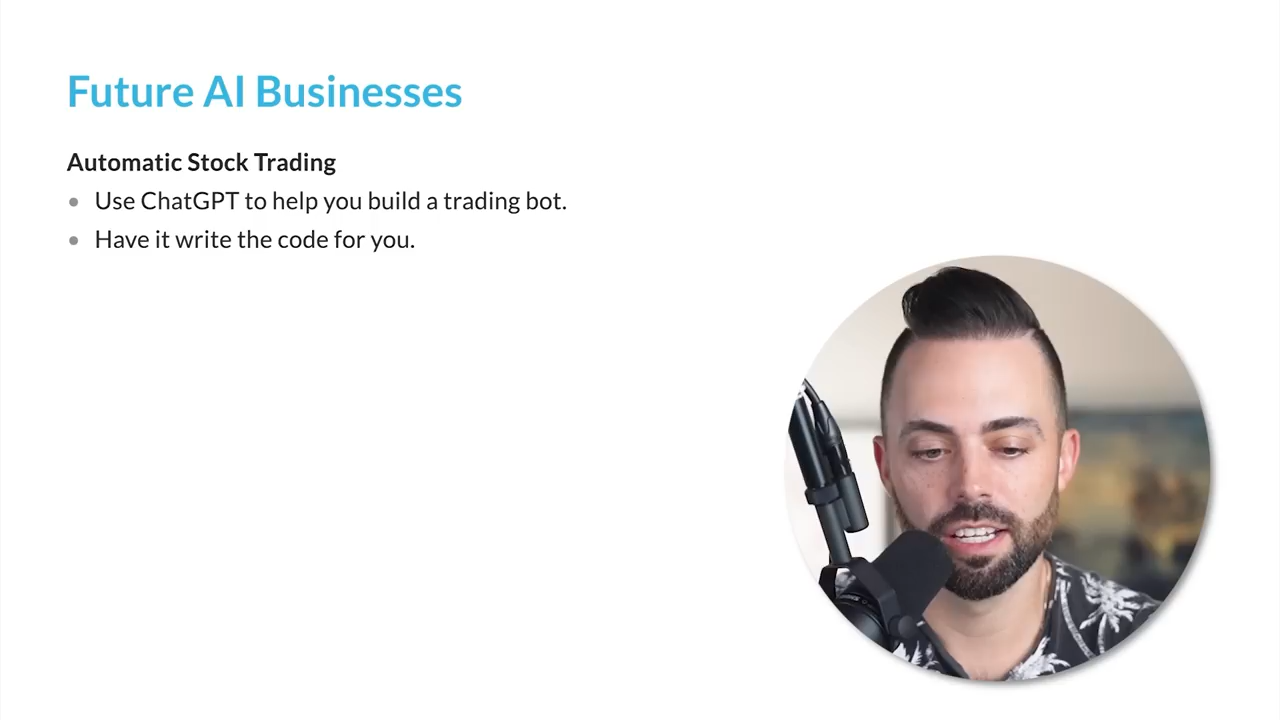 Future AI Businesses
Automatic Stock Trading
• Use ChatGPT to help you build a trading bot.
• Have it write the code for you.